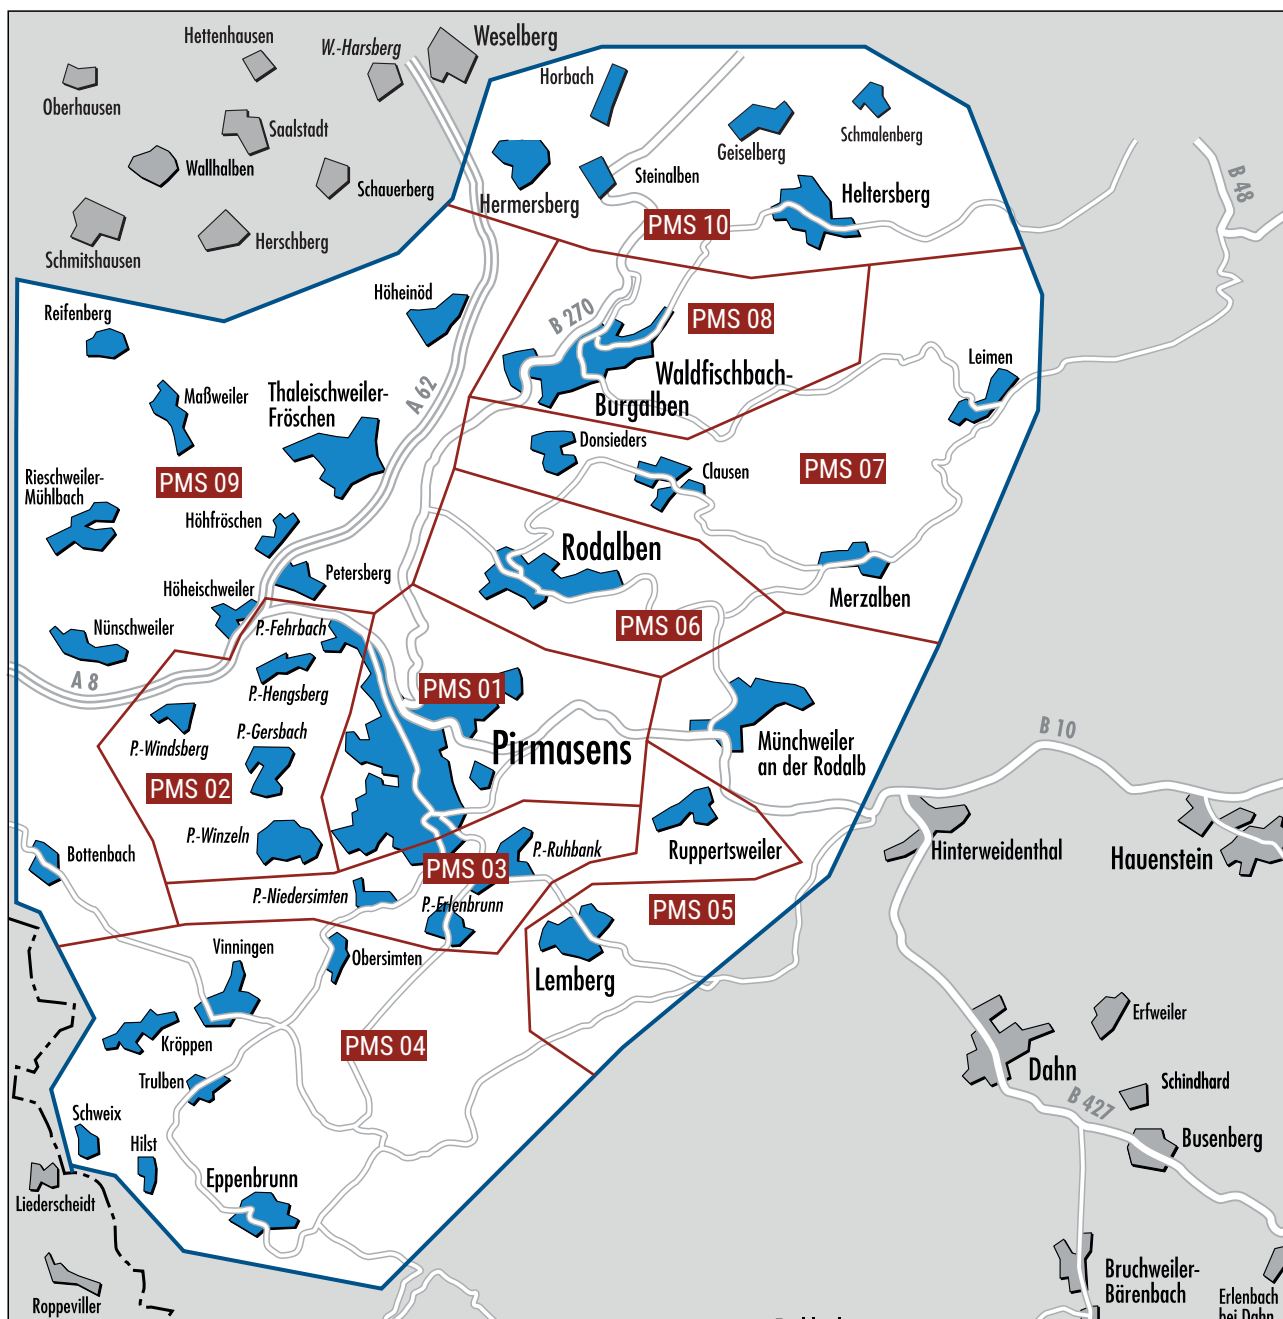 Hettenhausen
W.-Harsberg
Weselberg
Oberhausen
Saalstadt
Wallhalben
Schauerberg
Schmitshausen
Herschberg
Horbach
Geiselberg
Schmalenberg
Steinalben
Hermersberg
Heltersberg
PMS 10
B 48
Höheinöd
Reifenberg
B 270
PMS 08
Waldfischbach-
Burgalben
Leimen
Maßweiler
Thaleischweiler-
Fröschen
A 62
Donsieders
Clausen
PMS 07
Rieschweiler-
Mühlbach
PMS 09
Höhfröschen
Petersberg
Rodalben
Höheischweiler
Merzalben
PMS 06
Nünschweiler
P.-Fehrbach
A 8
P.-Hengsberg
PMS 01
P.-Windsberg
P.-Gersbach
Pirmasens
Münchweiler
an der Rodalb
B 10
PMS 02
P.-Winzeln
Bottenbach
P.-Ruhbank
Ruppertsweiler
Hinterweidenthal
Hauenstein
PMS 03
P.-Niedersimten
P.-Erlenbrunn
PMS 05
Vinningen
Obersimten
Lemberg
Kröppen
PMS 04
Erfweiler
Dahn
Trulben
Schindhard
B 427
Schweix
Hilst
Busenberg
Eppenbrunn
Liederscheidt
Roppeviller
Bruchweiler-
Bärenbach
Erlenbach
bei Dahn